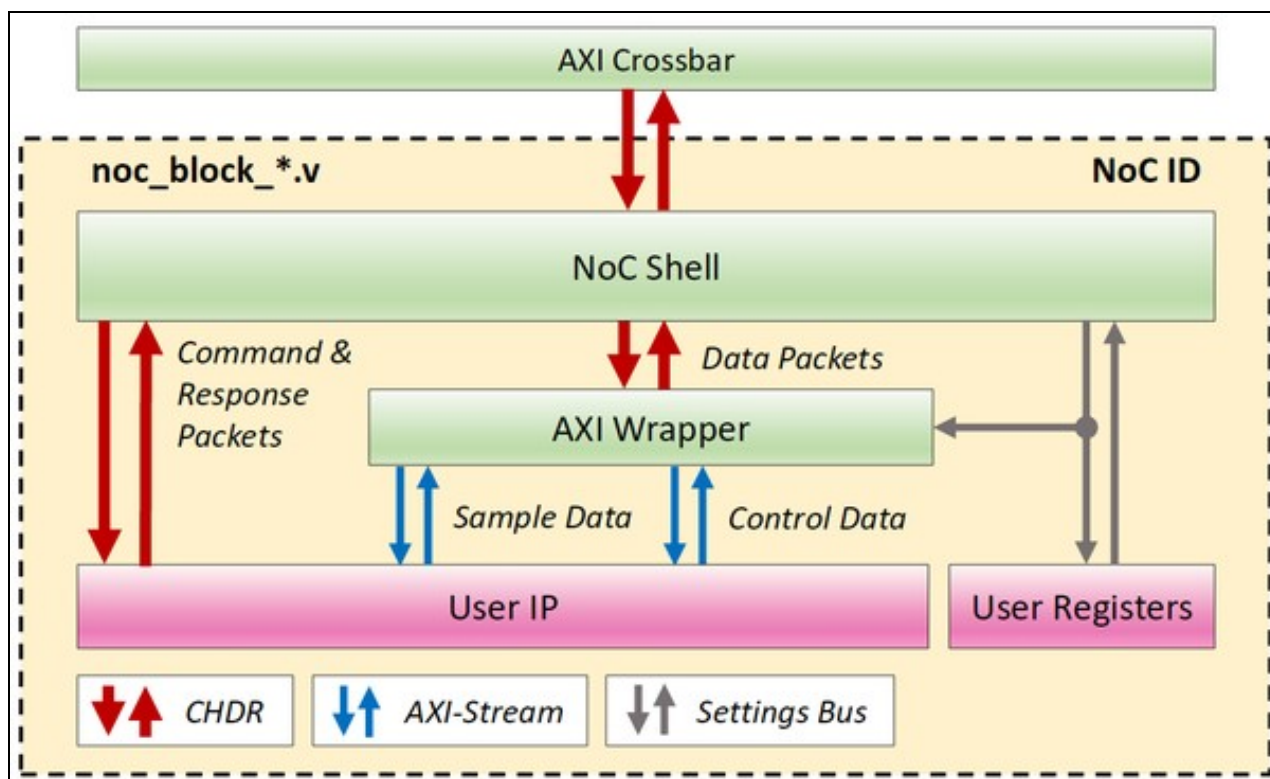 AXI Crossbar
noc_block_*.v
NoC ID
NoC Shell
Command &
Response
Packets
Data Packets
AXI Wrapper
Sample Data
Control Data
User IP
User Registers
CHDR
AXI-Stream
Settings Bus